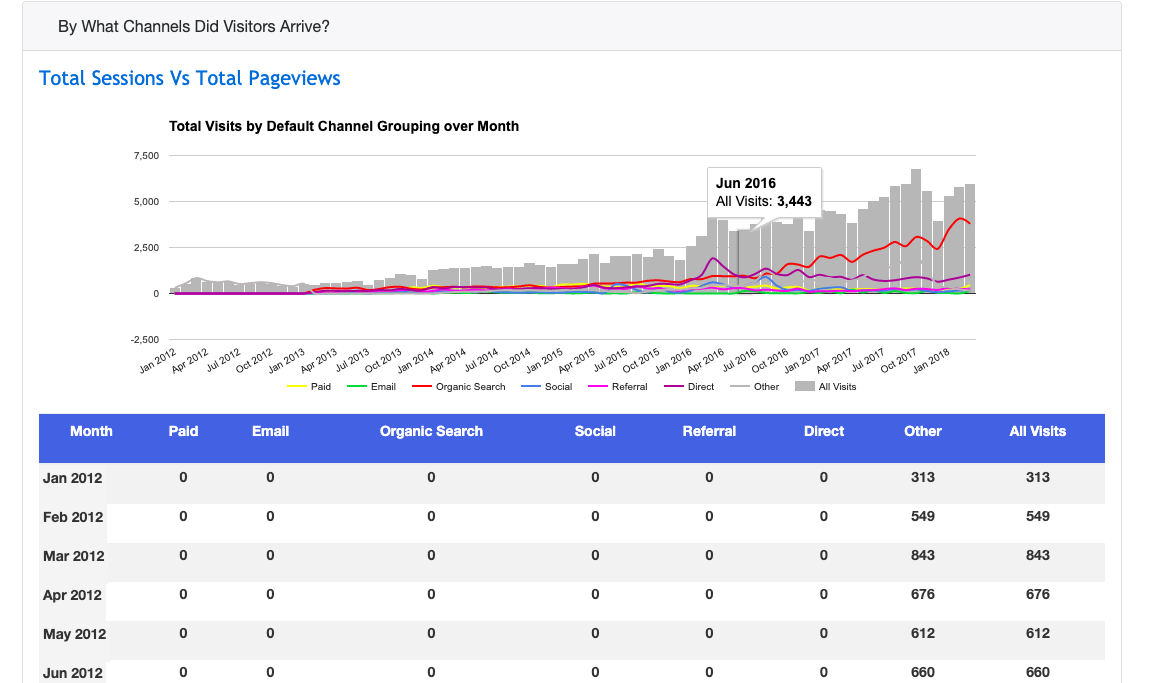 By What Channels Did Visitors Arrive?
Total Sessions Vs Total Pageviews
Total Visits by Default Channel Grouping over Month
7,500
5,000
2,500
0
-2,500
Jun 2016
All Visits: 3,443
Jan 2012 Apr 2012 Jul 2012 Oct 2012 Jan 2013 Apr 2013 Jul 2013 Oct 2013 Jan 2014 Apr 2014 Jul 2014 Oct 2014 Jan 2015 Apr 2015 Jul 2015 Oct 2015 Jan 2016 Apr 2016 Jul 2016 Oct 2016 Jan 2017 Apr 2017 Jul 2017 Oct 2017 Jan 2018
Paid Email Organic Search Social Referral Direct Other All Visits
Month Paid Email Organic Search Social Referral Direct Other All Visits
Jan 2012 0 0 0 0 0 0 313 313
Feb 2012 0 0 0 0 0 0 549 549
Mar 2012 0 0 0 0 0 0 843 843
Apr 2012 0 0 0 0 0 0 676 676
May 2012 0 0 0 0 0 0 612 612
Jun 2012 0 0 0 0 0 0 660 660